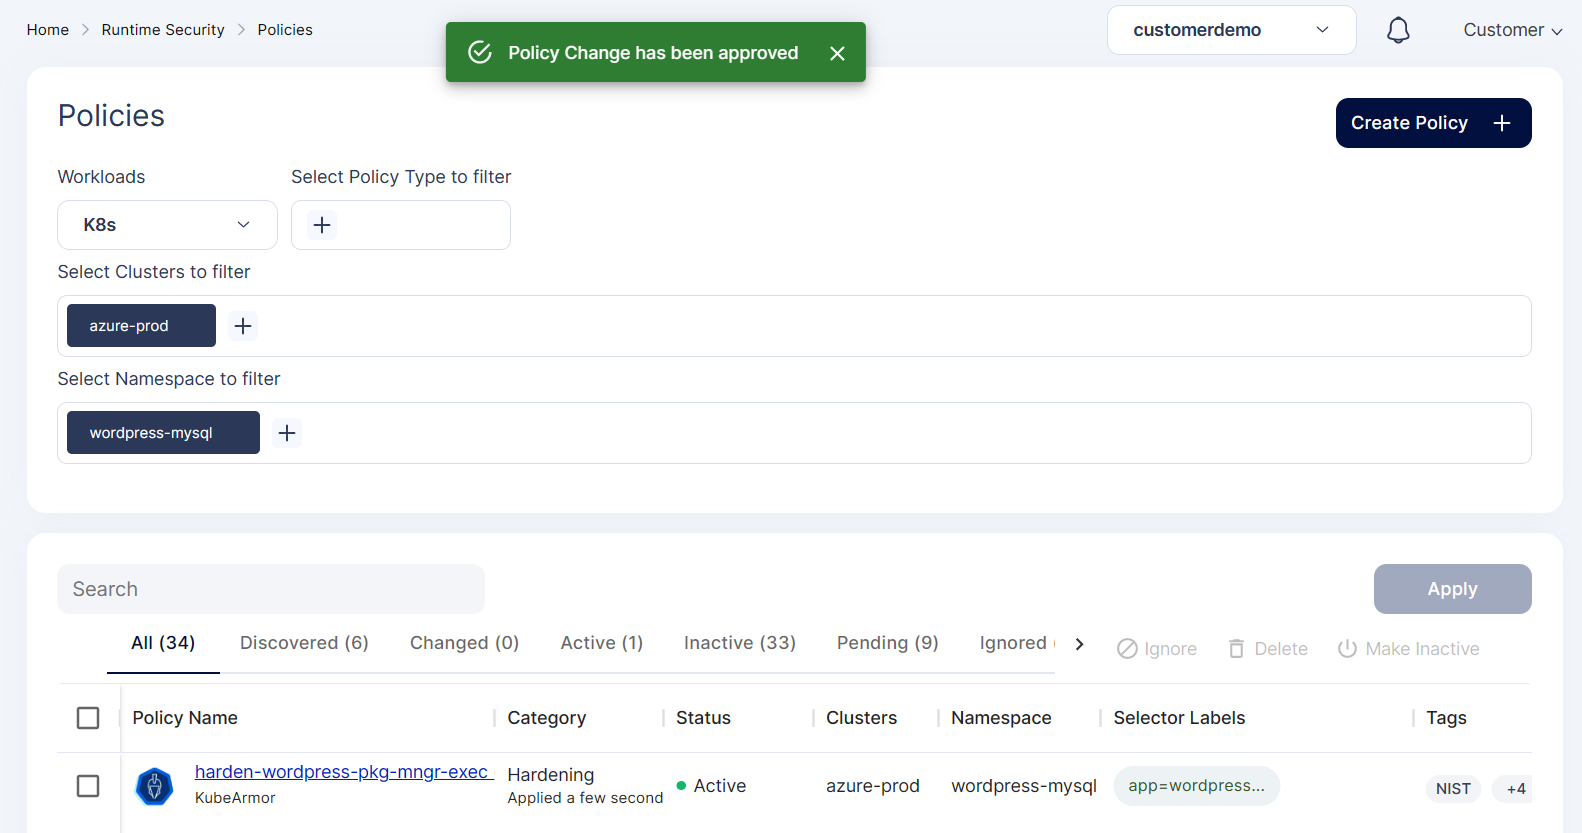 Home > Runtime Security > Policies
Policy Change has been approved
customerdemo
Customer
Policies
Create Policy
Workloads
Select Policy Type to filter
K8s
Select Clusters to filter
azure-prod
Select Namespace to filter
wordpress-mysql
Search
Apply
All (34) Discovered (6) Changed (0) Active (1) Inactive (33) Pending (9) Ignored
Ignore Delete Make Inactive
Policy Name Category Status Clusters Namespace Selector Labels Tags
harden-wordpress-pkg-mngr-exec
KubeArmor
Hardening
Applied a few second
Active
azure-prod
wordpress-mysql
app=wordpress...
NIST +4